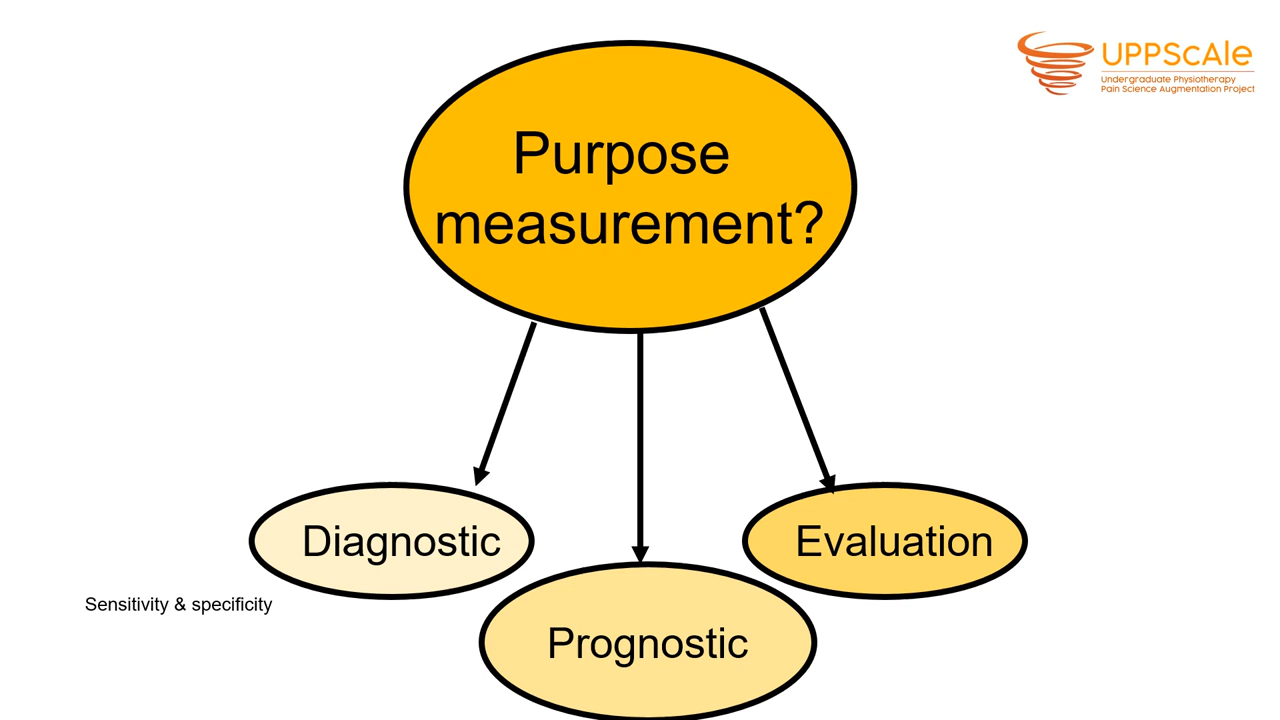 UPPScale
Undergraduate Physiotherapy
Pain Science Augmentation Project
Purpose
measurement?
Diagnostic
Evaluation
Sensitivity & specificity
Prognostic